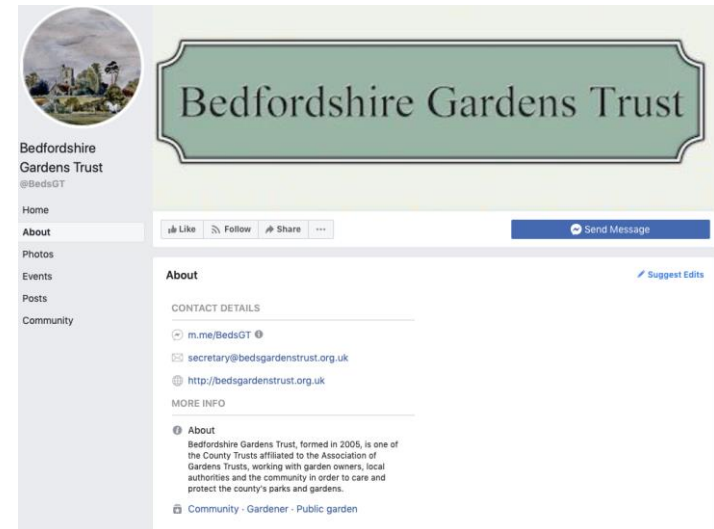 Bedfordshire Gardens Trust
Bedfordshire
Gardens Trust
@BedsGT
Home
About
Photos
Events
Posts
Community
Like Follow Share ...
Send Message
About
Suggest Edits
CONTACT DETAILS
m.me/BedsGT
secretary@bedsgardenstrust.org.uk
http://bedsgardenstrust.org.uk
MORE INFO
About
Bedfordshire Gardens Trust, formed in 2005, is one of
the County Trusts affiliated to the Association of
Gardens Trusts, working with garden owners, local
authorities and the community in order to care and
protect the county's parks and gardens.
Community · Gardener · Public garden